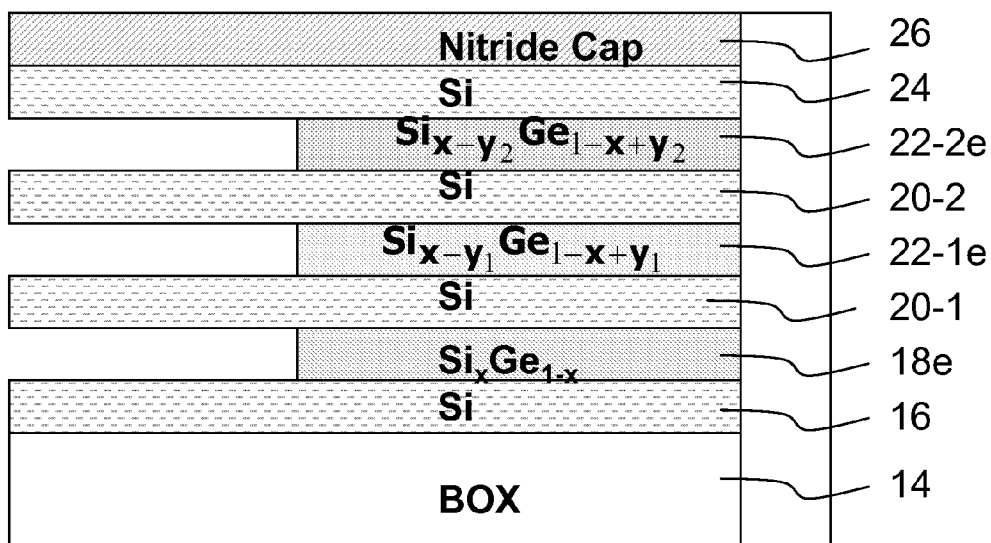 Nitride Cap 26
Si 24
Siₓ₋y₂Ge₁₋ₓ₊y₂ 22-2e
Si 20-2
Siₓ₋y₁Ge₁₋ₓ₊y₁ 22-1e
Si 20-1
SiₓGe₁₋ₓ 18e
Si 16
BOX 14